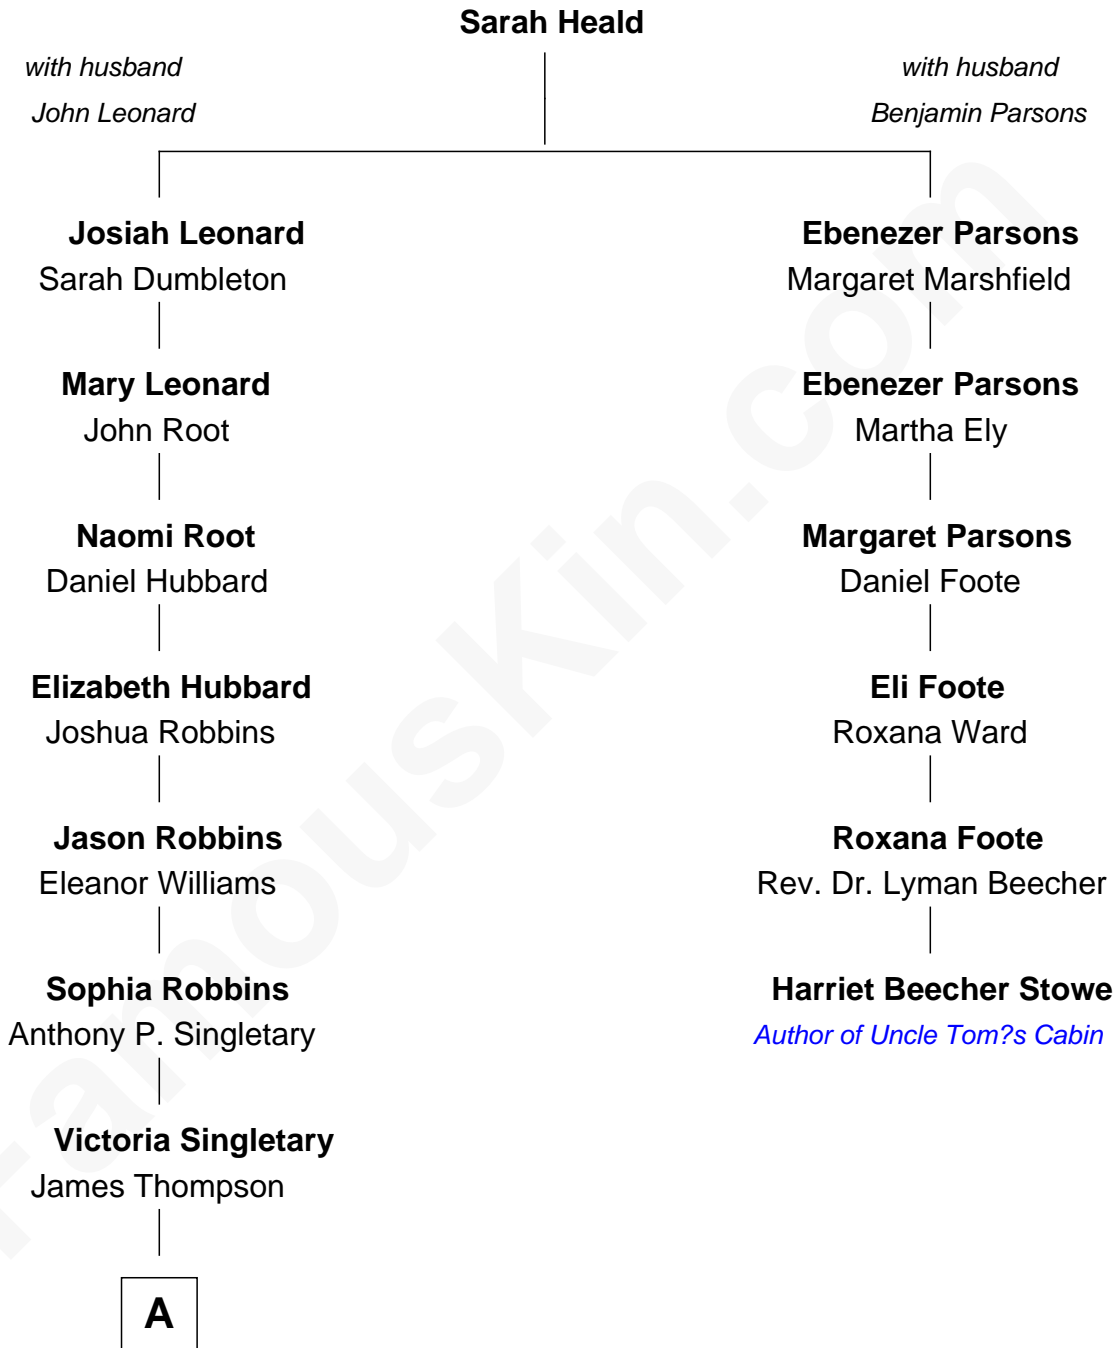 Sarah Heald
with husband
John Leonard
with husband
Benjamin Parsons
Josiah Leonard
Sarah Dumbleton
Ebenezer Parsons
Margaret Marshfield
Mary Leonard
John Root
Ebenezer Parsons
Martha Ely
Naomi Root
Daniel Hubbard
Margaret Parsons
Daniel Foote
Elizabeth Hubbard
Joshua Robbins
Eli Foote
Roxana Ward
Jason Robbins
Eleanor Williams
Roxana Foote
Rev. Dr. Lyman Beecher
Sophia Robbins
Anthony P. Singletary
Harriet Beecher Stowe
Author of Uncle Tom?s Cabin
Victoria Singletary
James Thompson
A
FamousKin.com